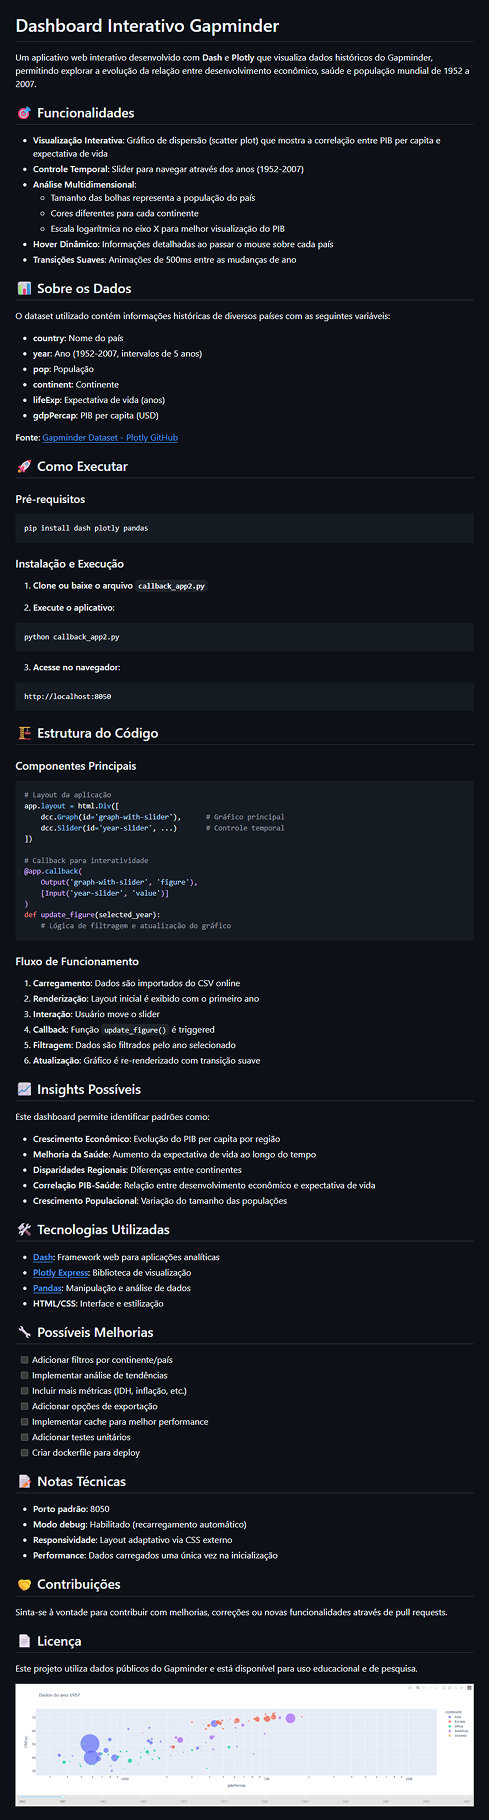 Dashboard Interativo Gapminder
Um aplicativo web interativo desenvolvido com Dash e Plotly que visualiza dados históricos do Gapminder,
permitindo explorar a evolução da relação entre desenvolvimento econômico, saúde e população mundial de 1952 a
2007.
🎯 Funcionalidades
• Visualização Interativa: Gráfico de dispersão (scatter plot) que mostra a correlação entre PIB per capita e
expectativa de vida
• Controle Temporal: Slider para navegar através dos anos (1952-2007)
• Análise Multidimensional:
○ Tamanho das bolhas representa a população do país
○ Cores diferentes para cada continente
○ Escala logarítmica no eixo X para melhor visualização do PIB
• Hover Dinâmico: Informações detalhadas ao passar o mouse sobre cada país
• Transições Suaves: Animações de 500ms entre as mudanças de ano
📊 Sobre os Dados
O dataset utilizado contém informações históricas de diversos países com as seguintes variáveis:
• country: Nome do país
• year: Ano (1952-2007, intervalos de 5 anos)
• pop: População
• continent: Continente
• lifeExp: Expectativa de vida (anos)
• gdpPercap: PIB per capita (USD)
Fonte: Gapminder Dataset - Plotly GitHub
🚀 Como Executar
Pré-requisitos
pip install dash plotly pandas
Instalação e Execução
1. Clone ou baixe o arquivo callback_app2.py
2. Execute o aplicativo:
python callback_app2.py
3. Acesse no navegador:
http://localhost:8050
🏗️ Estrutura do Código
Componentes Principais
# Layout da aplicação
app.layout = html.Div([
dcc.Graph(id='graph-with-slider'), # Gráfico principal
dcc.Slider(id='year-slider', ...) # Controle temporal
])
# Callback para interatividade
@app.callback(
Output('graph-with-slider', 'figure'),
[Input('year-slider', 'value')]
)
def update_figure(selected_year):
# Lógica de filtragem e atualização do gráfico
Fluxo de Funcionamento
1. Carregamento: Dados são importados do CSV online
2. Renderização: Layout inicial é exibido com o primeiro ano
3. Interação: Usuário move o slider
4. Callback: Função update_figure() é triggered
5. Filtragem: Dados são filtrados pelo ano selecionado
6. Atualização: Gráfico é re-renderizado com transição suave
📈 Insights Possíveis
Este dashboard permite identificar padrões como:
• Crescimento Econômico: Evolução do PIB per capita por região
• Melhoria da Saúde: Aumento da expectativa de vida ao longo do tempo
• Disparidades Regionais: Diferenças entre continentes
• Correlação PIB-Saúde: Relação entre desenvolvimento econômico e expectativa de vida
• Crescimento Populacional: Variação do tamanho das populações
🛠️ Tecnologias Utilizadas
• Dash: Framework web para aplicações analíticas
• Plotly Express: Biblioteca de visualização
• Pandas: Manipulação e análise de dados
• HTML/CSS: Interface e estilização
🔧 Possíveis Melhorias
Adicionar filtros por continente/país
Implementar análise de tendências
Incluir mais métricas (IDH, inflação, etc.)
Adicionar opções de exportação
Implementar cache para melhor performance
Adicionar testes unitários
Criar dockerfile para deploy
📝 Notas Técnicas
• Porto padrão: 8050
• Modo debug: Habilitado (recarregamento automático)
• Responsividade: Layout adaptativo via CSS externo
• Performance: Dados carregados uma única vez na inicialização
🤝 Contribuições
Sinta-se à vontade para contribuir com melhorias, correções ou novas funcionalidades através de pull requests.
📄 Licença
Este projeto utiliza dados públicos do Gapminder e está disponível para uso educacional e de pesquisa.
Dados do ano 1957
continent
Asia
Europe
Africa
Americas
Oceania
lifeExp
gdpPercap